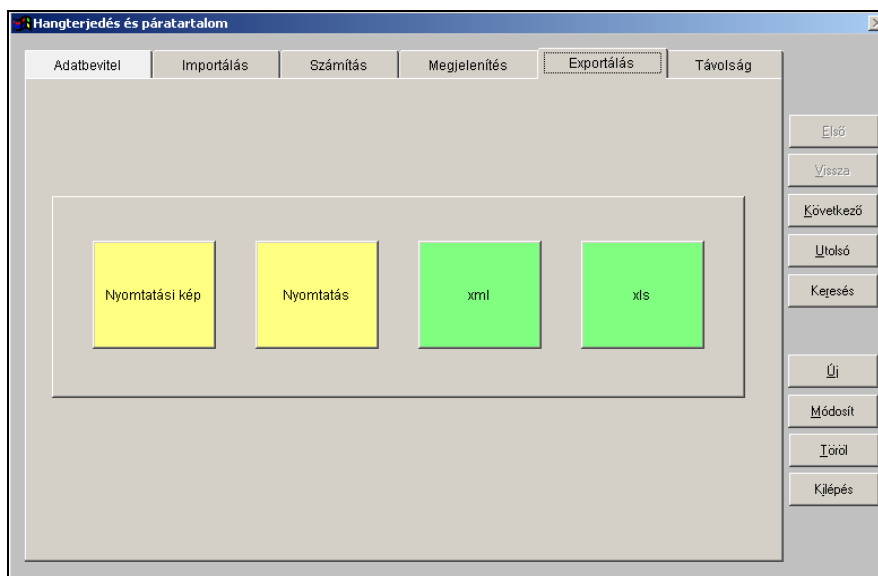 Hangterjedés és páratartalom
Adatbevitel
Importálás
Számítás
Megjelenítés
Exportálás
Távolság
Nyomtatási kép
Nyomtatás
xml
xls
Első
Vissza
Következő
Utolsó
Keresés
Új
Módosít
Töröl
Kilépés